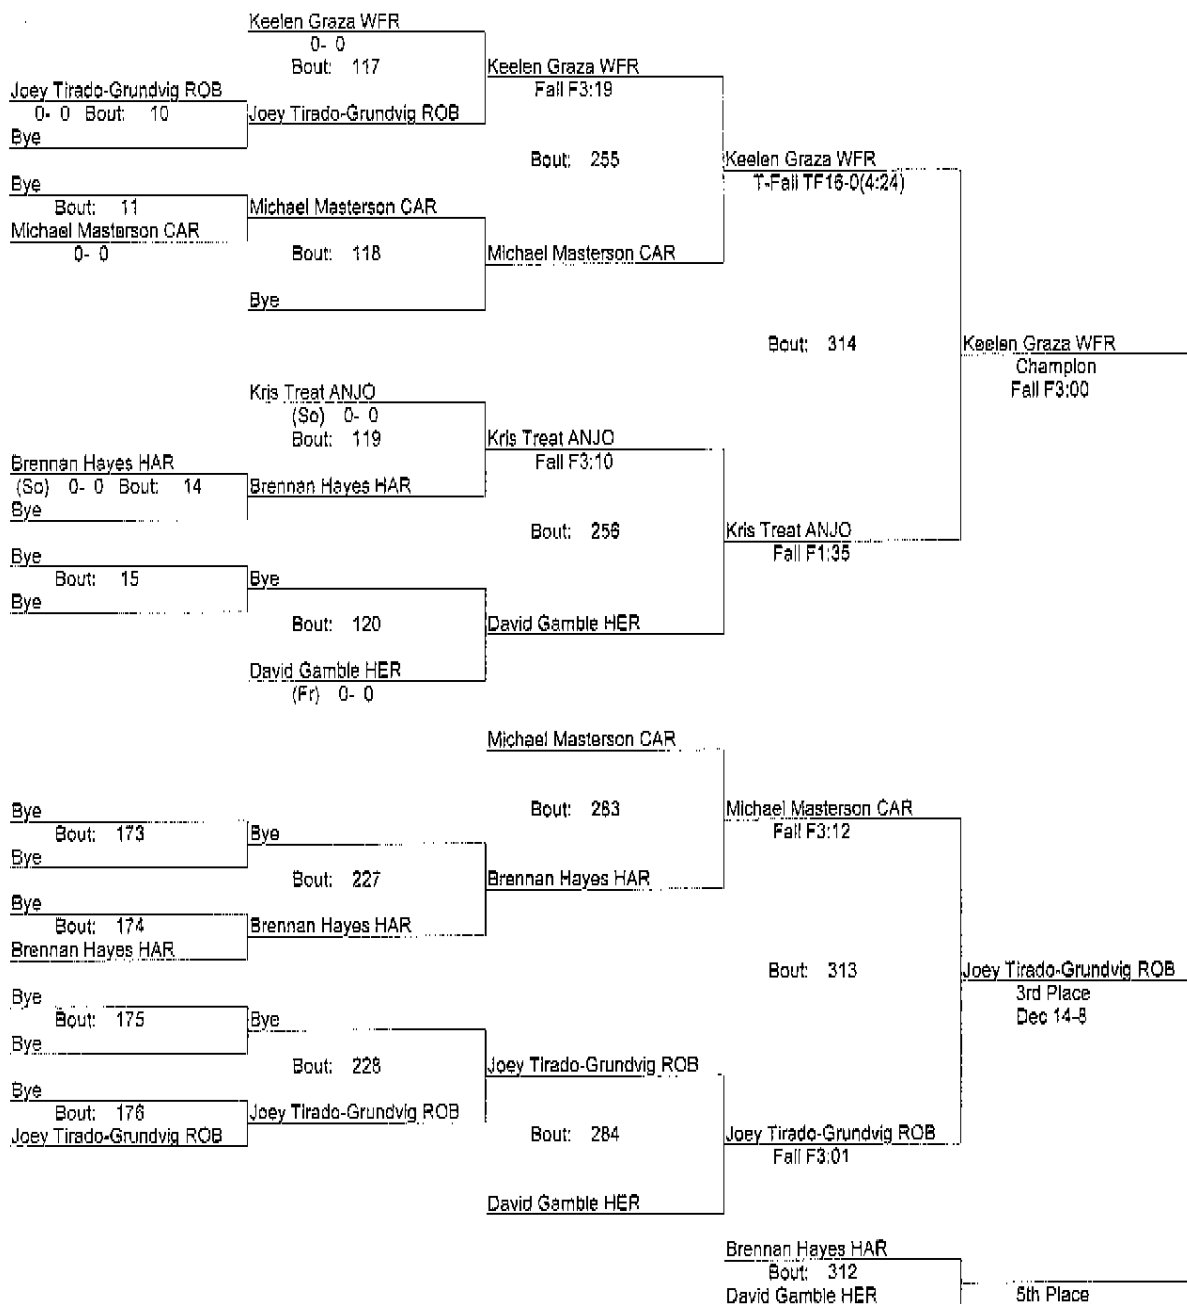 Keelen Graza WFR
0- 0
Bout: 117
Keelen Graza WFR
Fall F3:19
Joey Tirado-Grundvig ROB
0- 0 Bout: 10
Joey Tirado-Grundvig ROB
Bye
Bout: 255
Keelen Graza WFR
T-Fall TF16-0(4:24)
Bye
Bout: 11
Michael Masterson CAR
Michael Masterson CAR
0- 0
Bout: 118
Michael Masterson CAR
Bye
Bout: 314
Keelen Graza WFR
Champion
Fall F3:00
Kris Treat ANJO
(So) 0- 0
Bout: 119
Kris Treat ANJO
Fall F3:10
Brennan Hayes HAR
(So) 0- 0 Bout: 14
Brennan Hayes HAR
Bye
Bout: 256
Kris Treat ANJO
Fall F1:35
Bye
Bout: 15
Bye
Bye
Bout: 120
David Gamble HER
David Gamble HER
(Fr) 0- 0
Michael Masterson CAR
Bout: 283
Michael Masterson CAR
Fall F3:12
Bye
Bout: 173
Bye
Bye
Bout: 227
Brennan Hayes HAR
Bye
Bout: 174
Brennan Hayes HAR
Brennan Hayes HAR
Bout: 313
Joey Tirado-Grundvig ROB
3rd Place
Dec 14-8
Bye
Bout: 175
Bye
Bye
Bout: 228
Joey Tirado-Grundvig ROB
Bye
Bout: 176
Joey Tirado-Grundvig ROB
Joey Tirado-Grundvig ROB
Bout: 284
Joey Tirado-Grundvig ROB
Fall F3:01
David Gamble HER
Brennan Hayes HAR
Bout: 312
David Gamble HER
5th Place